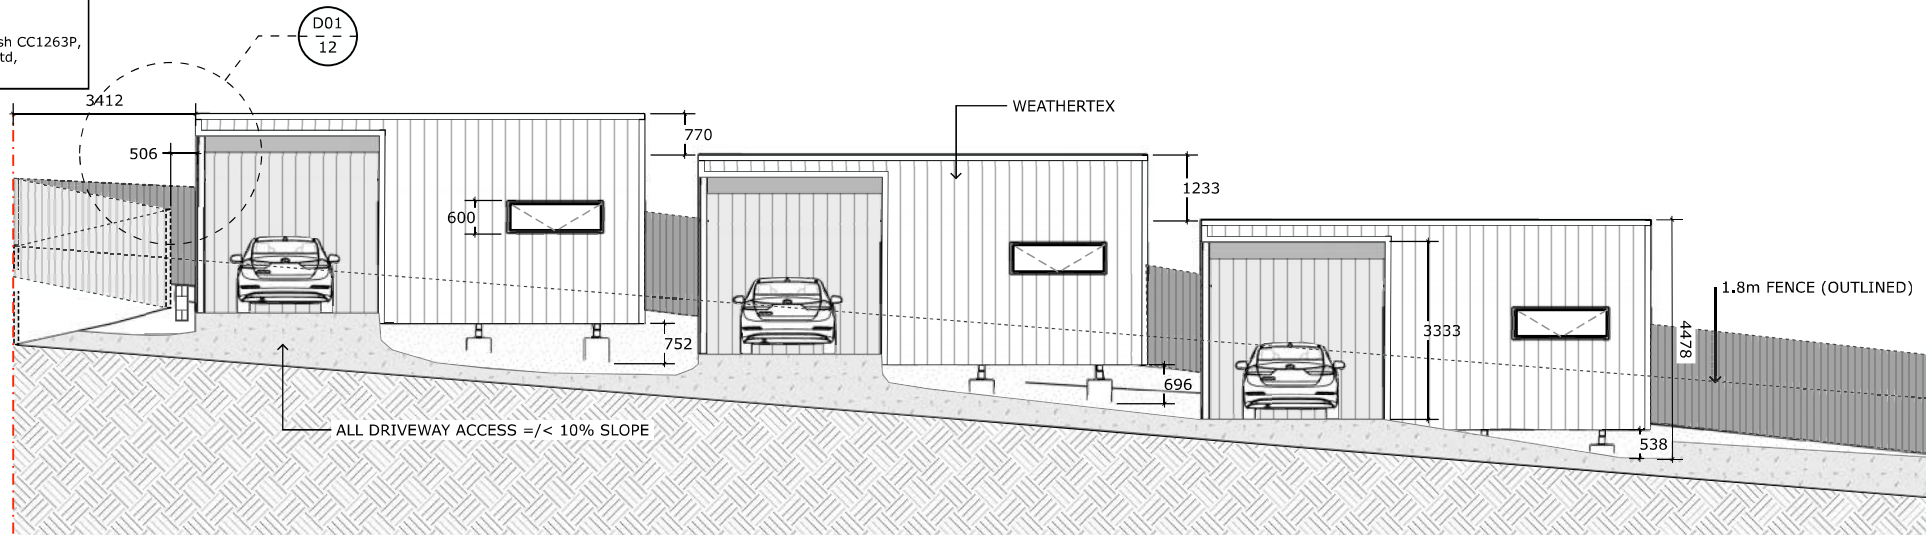 sh CC1263P,
td,
D01
12
3412
506
770
WEATHERTEX
1233
600
1.8m FENCE (OUTLINED)
3333
4478
752
696
ALL DRIVEWAY ACCESS =/< 10% SLOPE
538